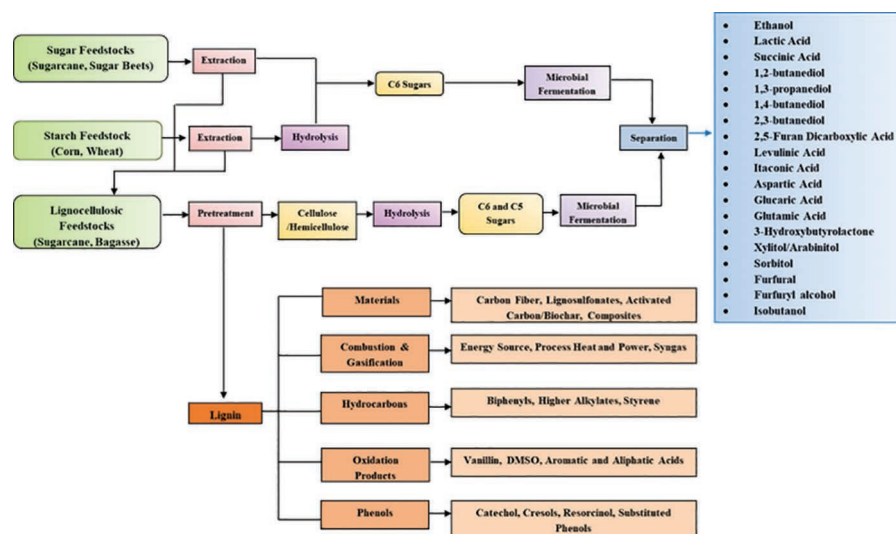 Sugar Feedstocks
(Sugarcane, Sugar Beets)
Extraction
C6 Sugars
Microbial
Fermentation
Starch Feedstock
(Corn, Wheat)
Extraction
Hydrolysis
Separation
Lignocellulosic
Feedstocks
(Sugarcane, Bagasse)
Pretreatment
Cellulose
/Hemicellulose
Hydrolysis
C6 and C5
Sugars
Microbial
Fermentation
• Ethanol
• Lactic Acid
• Succinic Acid
• 1,2-butanediol
• 1,3-propanediol
• 1,4-butanediol
• 2,3-butanediol
• 2,5-Furan Dicarboxylic Acid
• Levulinic Acid
• Itaconic Acid
• Aspartic Acid
• Glucaric Acid
• Glutamic Acid
• 3-Hydroxybutyrolactone
• Xylitol/Arabinitol
• Sorbitol
• Furfural
• Furfuryl alcohol
• Isobutanol
Lignin
Materials
Carbon Fiber, Lignosulfonates, Activated
Carbon/Biochar, Composites
Combustion &
Gasification
Energy Source, Process Heat and Power, Syngas
Hydrocarbons
Biphenyls, Higher Alkylates, Styrene
Oxidation
Products
Vanillin, DMSO, Aromatic and Aliphatic Acids
Phenols
Catechol, Cresols, Resorcinol, Substituted
Phenols